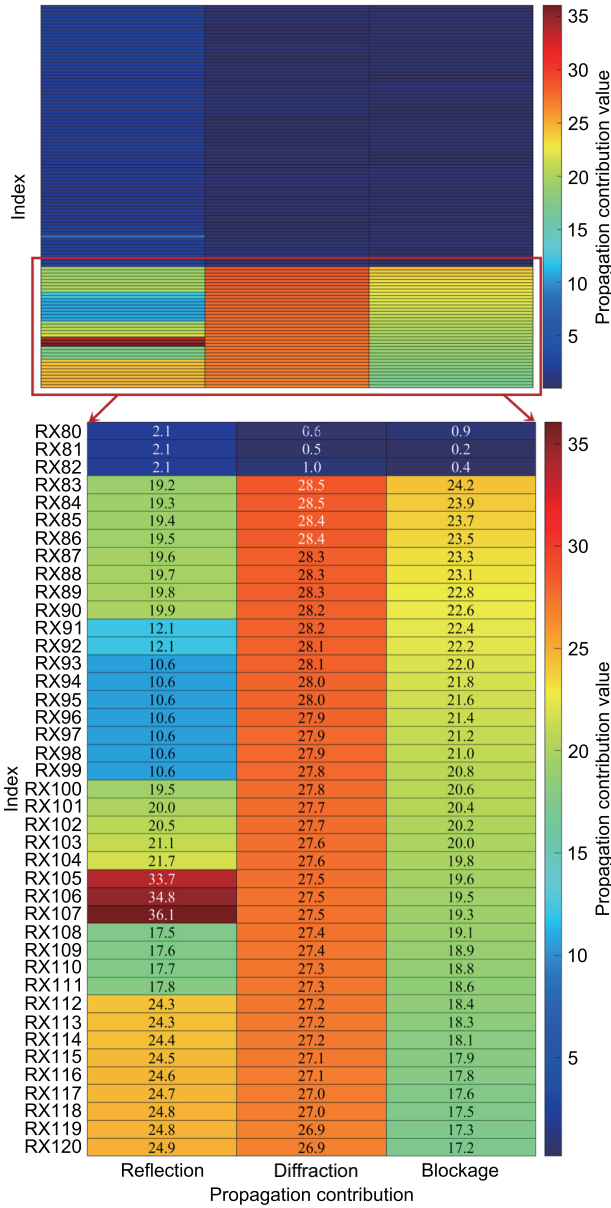 35
30
25
20
15
10
5
Propagation contribution value
Index
RX80 2.1 0.6 0.9
RX81 2.1 0.5 0.2
RX82 2.1 1.0 0.4
RX83 19.2 28.5 24.2
RX84 19.3 28.5 23.9
RX85 19.4 28.4 23.7
RX86 19.5 28.4 23.5
RX87 19.6 28.3 23.3
RX88 19.7 28.3 23.1
RX89 19.8 28.3 22.8
RX90 19.9 28.2 22.6
RX91 12.1 28.2 22.4
RX92 12.1 28.1 22.2
RX93 10.6 28.1 22.0
RX94 10.6 28.0 21.8
RX95 10.6 28.0 21.6
RX96 10.6 27.9 21.4
RX97 10.6 27.9 21.2
RX98 10.6 27.9 21.0
RX99 10.6 27.8 20.8
RX100 19.5 27.8 20.6
RX101 20.0 27.7 20.4
RX102 20.5 27.7 20.2
RX103 21.1 27.6 20.0
RX104 21.7 27.6 19.8
RX105 33.7 27.5 19.6
RX106 34.8 27.5 19.5
RX107 36.1 27.5 19.3
RX108 17.5 27.4 19.1
RX109 17.6 27.4 18.9
RX110 17.7 27.3 18.8
RX111 17.8 27.3 18.6
RX112 24.3 27.2 18.4
RX113 24.3 27.2 18.3
RX114 24.4 27.2 18.1
RX115 24.5 27.1 17.9
RX116 24.6 27.1 17.8
RX117 24.7 27.0 17.6
RX118 24.8 27.0 17.5
RX119 24.8 26.9 17.3
RX120 24.9 26.9 17.2
Index
35
30
25
20
15
10
5
Propagation contribution value
Reflection Diffraction Blockage
Propagation contribution